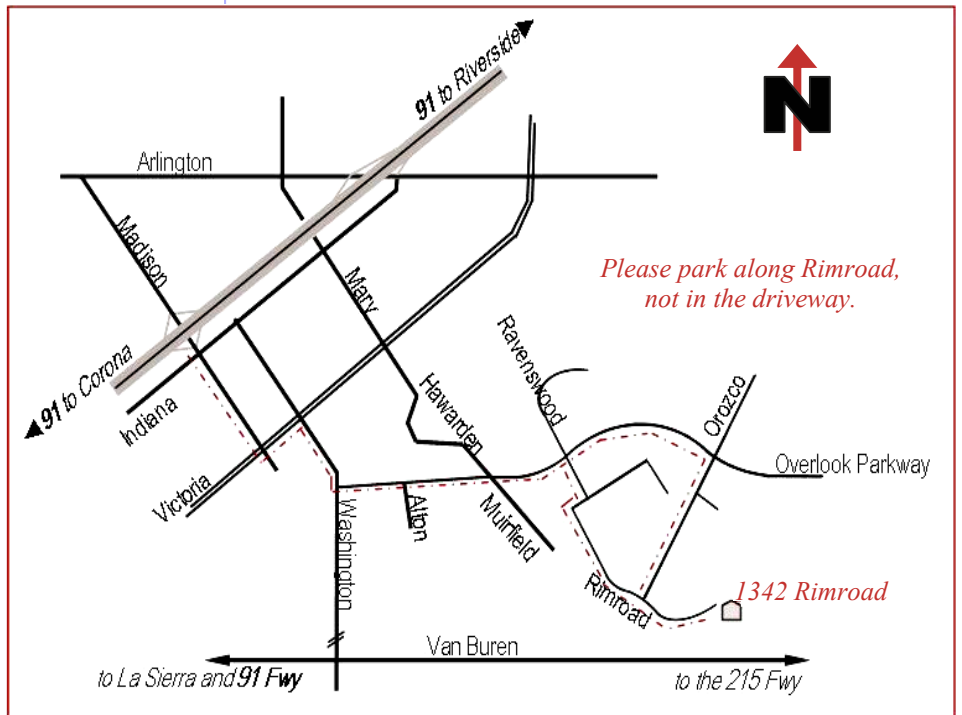 91 to Riverside
N
Arlington
Madison
Mary
Please park along Rimroad,
not in the driveway.
Ravenswood
Orozco
91 to Corona
Indiana
Hawarden
Overlook Parkway
Victoria
Washington
Alton
Muirfield
Rimroad
1342 Rimroad
Van Buren
to La Sierra and 91 Fwy
to the 215 Fwy